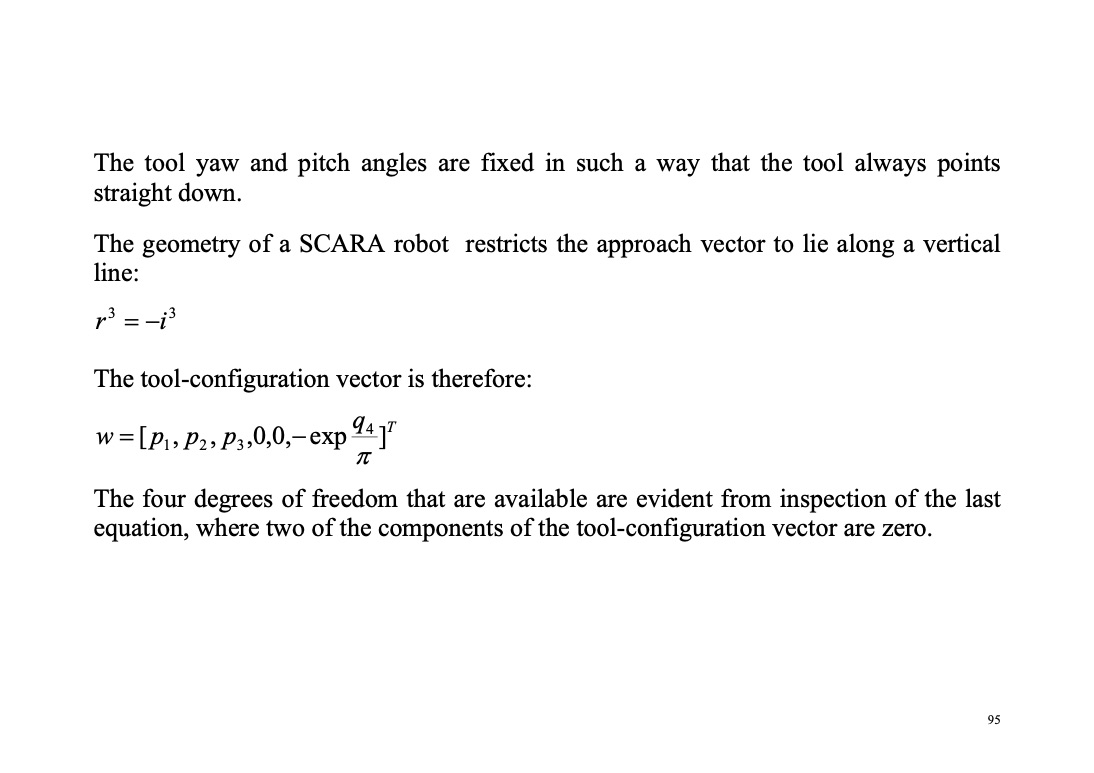 The tool yaw and pitch angles are fixed in such a way that the tool always points
straight down.
The geometry of a SCARA robot restricts the approach vector to lie along a vertical
line:
r³ = −i³
The tool-configuration vector is therefore:
w = [p₁, p₂, p₃,0,0,− exp q₄/π]ᵀ
The four degrees of freedom that are available are evident from inspection of the last
equation, where two of the components of the tool-configuration vector are zero.
95